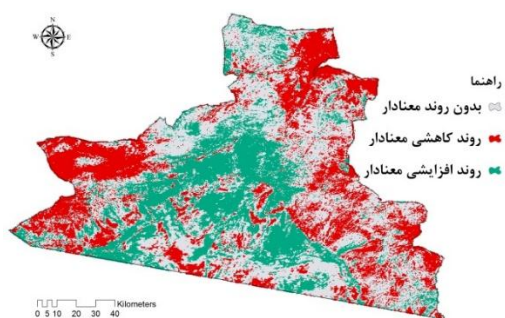 N
W E
S
راهنما
بدون روند معنادار
روند کاهشی معنادار
روند افزایشی معنادار
Kilometers
0 5 10 20 30 40